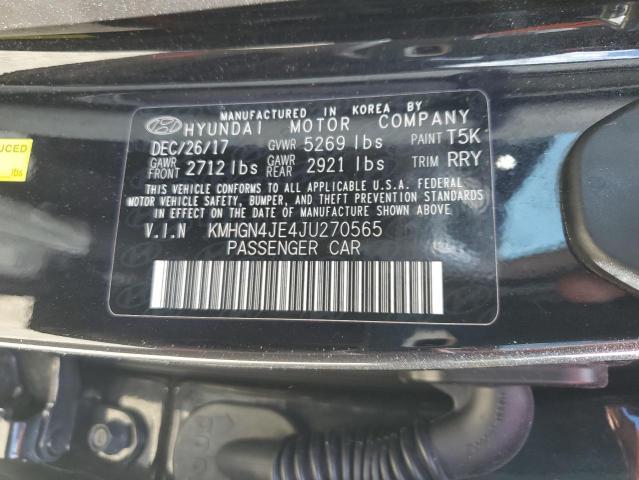 MANUFACTURED IN KOREA BY
HYUNDAI MOTOR COMPANY
DEC/26/17 GVWR 5269 lbs PAINT T5K
GAWR FRONT 2712 lbs GAWR REAR 2921 lbs TRIM RRY
THIS VEHICLE CONFORMS TO ALL APPLICABLE U.S.A. FEDERAL
MOTOR VEHICLE SAFETY, BUMPER, AND THEFT PREVENTION STANDARDS
IN EFFECT ON THE DATE OF MANUFACTURE SHOWN ABOVE.
V.I.N KMHGN4JE4JU270565
PASSENGER CAR
UCED
lbs